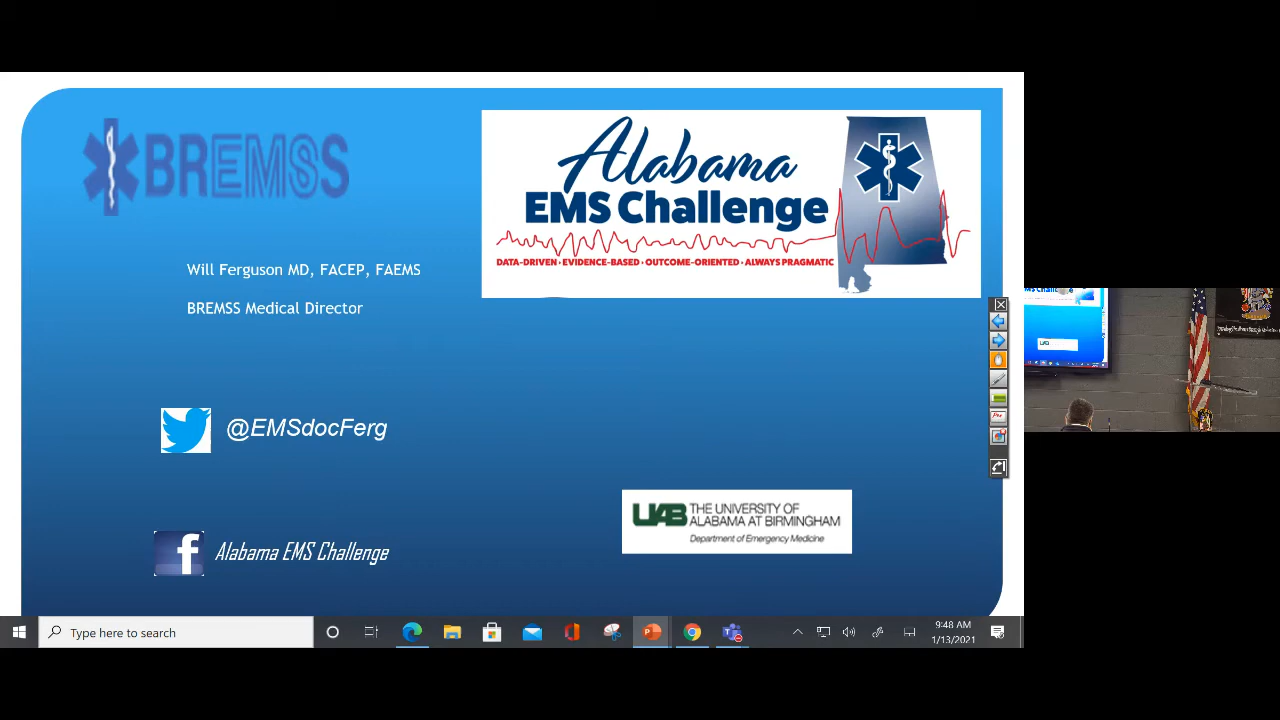 BREMSS
Alabama
EMS Challenge
DATA-DRIVEN · EVIDENCE-BASED · OUTCOME-ORIENTED · ALWAYS PRAGMATIC
Will Ferguson MD, FACEP, FAEMS
BREMSS Medical Director
@EMSdocFerg
f
Alabama EMS Challenge
UAB THE UNIVERSITY OF
ALABAMA AT BIRMINGHAM
Department of Emergency Medicine
Type here to search
9:48 AM
1/13/2021
UAB